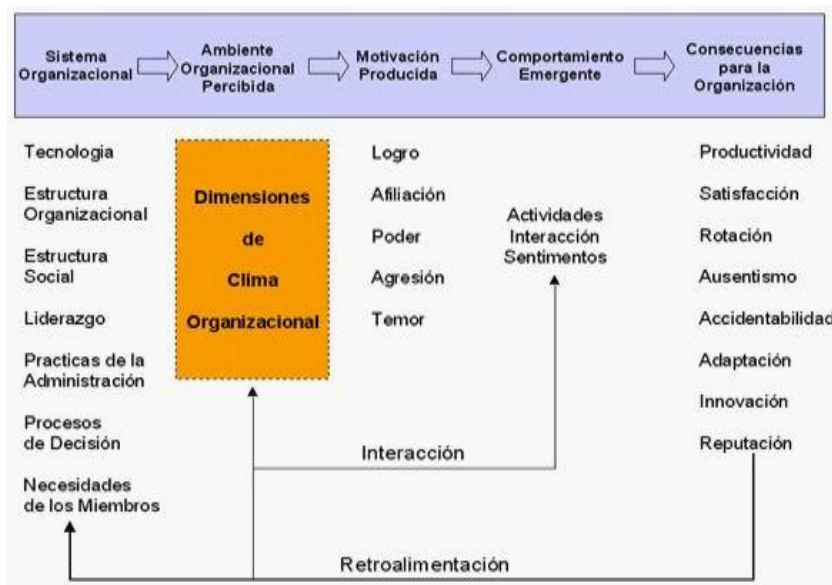 Sistema
Organizacional
Ambiente
Organizacional
Percibida
Motivación
Producida
Comportamiento
Emergente
Consecuencias
para la
Organización
Tecnologia
Estructura
Organizacional
Estructura
Social
Liderazgo
Practicas de la
Administración
Procesos
de Decisión
Necesidades
de los Miembros
Dimensiones
de
Clima
Organizacional
Logro
Afiliación
Poder
Agresión
Temor
Actividades
Interacción
Sentimentos
Productividad
Satisfacción
Rotación
Ausentismo
Accidentabilidad
Adaptación
Innovación
Reputación
Interacción
Retroalimentación